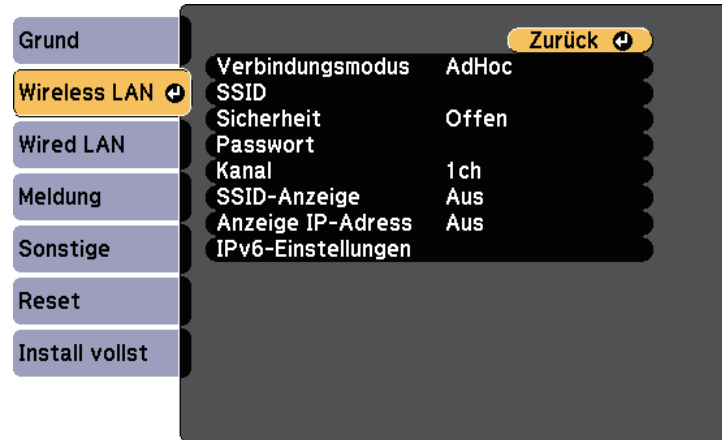 Grund
Wireless LAN
Wired LAN
Meldung
Sonstige
Reset
Install vollst
Zurück
Verbindungsmodus AdHoc
SSID
Sicherheit Offen
Passwort
Kanal 1ch
SSID-Anzeige Aus
Anzeige IP-Adress Aus
IPv6-Einstellungen